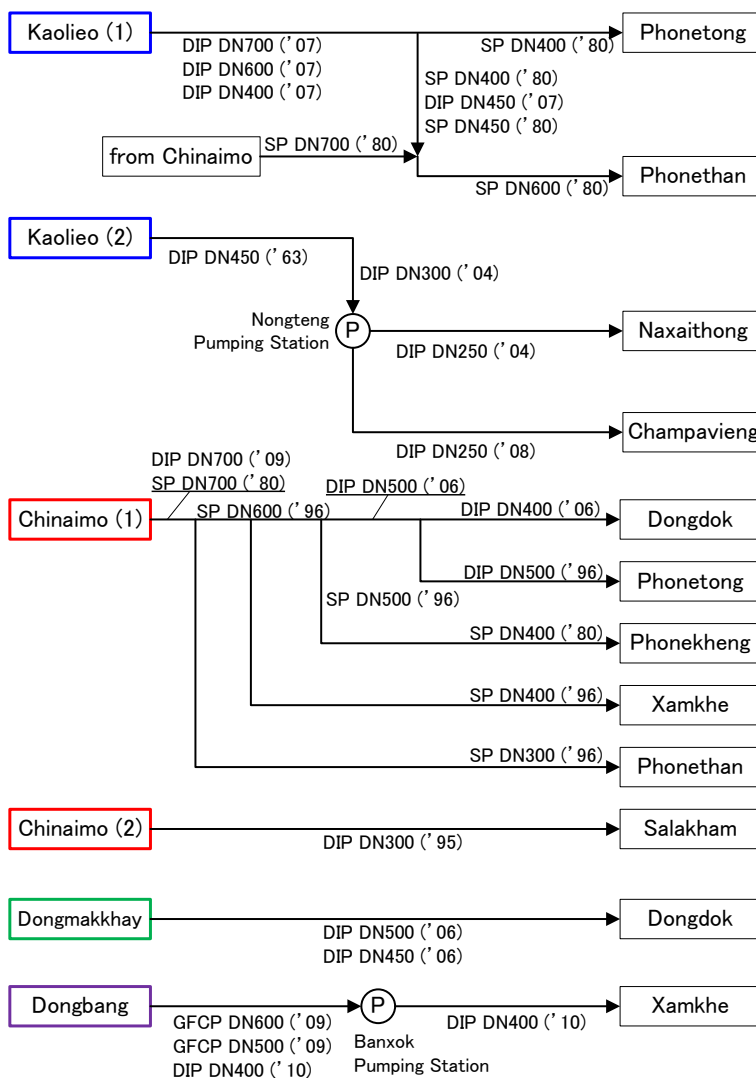 Kaolieo (1)
DIP DN700 ('07)
DIP DN600 ('07)
DIP DN400 ('07)
SP DN400 ('80)
Phonetong
SP DN400 ('80)
DIP DN450 ('07)
SP DN450 ('80)
from Chinaimo
SP DN700 ('80)
SP DN600 ('80)
Phonethan
Kaolieo (2)
DIP DN450 ('63)
DIP DN300 ('04)
Nongteng
Pumping Station
P
DIP DN250 ('04)
Naxaithong
DIP DN250 ('08)
Champavieng
DIP DN700 ('09)
SP DN700 ('80)
Chinaimo (1)
SP DN600 ('96)
DIP DN500 ('06)
DIP DN400 ('06)
Dongdok
DIP DN500 ('96)
Phonetong
SP DN500 ('96)
SP DN400 ('80)
Phonekheng
SP DN400 ('96)
Xamkhe
SP DN300 ('96)
Phonethan
Chinaimo (2)
DIP DN300 ('95)
Salakham
Dongmakkhay
DIP DN500 ('06)
DIP DN450 ('06)
Dongdok
Dongbang
GFCP DN600 ('09)
GFCP DN500 ('09)
DIP DN400 ('10)
P
Banxok
Pumping Station
DIP DN400 ('10)
Xamkhe